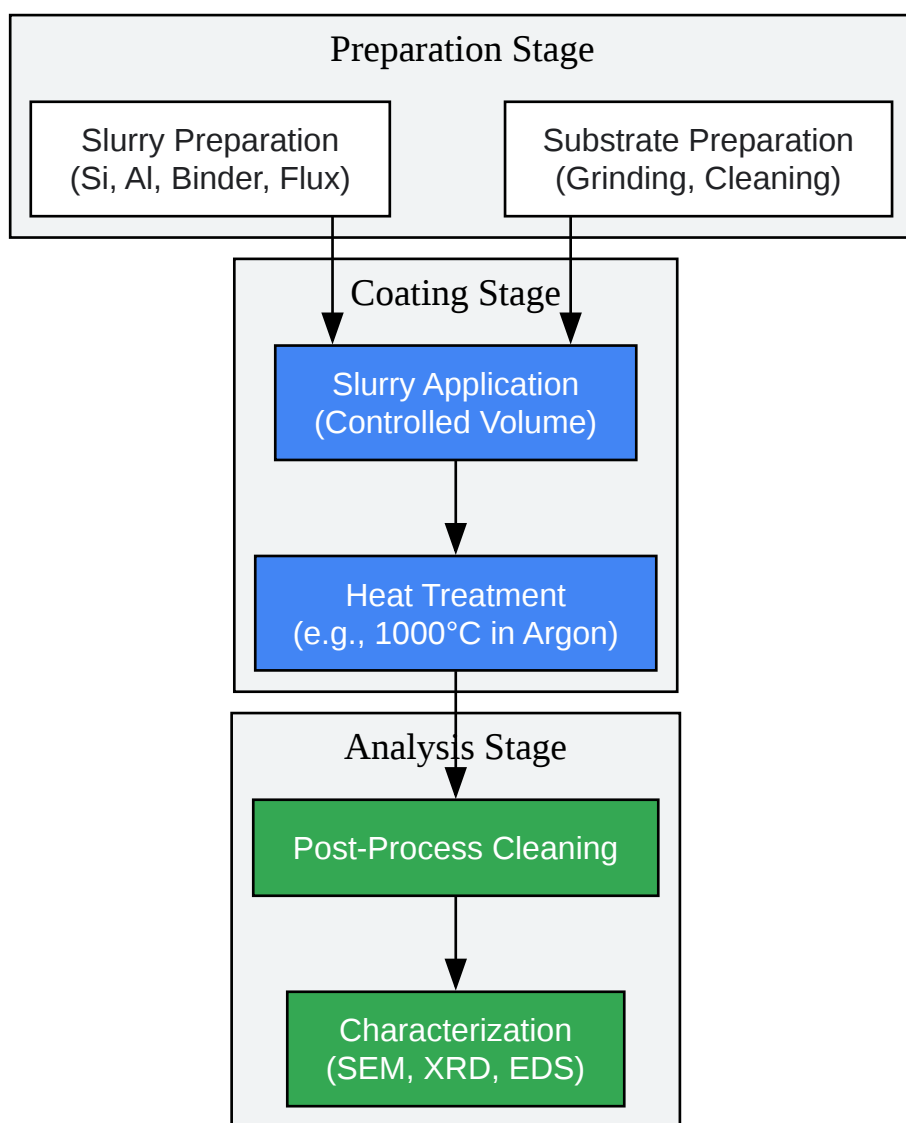 Preparation Stage
Slurry Preparation
(Si, Al, Binder, Flux)
Substrate Preparation
(Grinding, Cleaning)
Coating Stage
Slurry Application
(Controlled Volume)
Heat Treatment
(e.g., 1000°C in Argon)
Analysis Stage
Post-Process Cleaning
Characterization
(SEM, XRD, EDS)